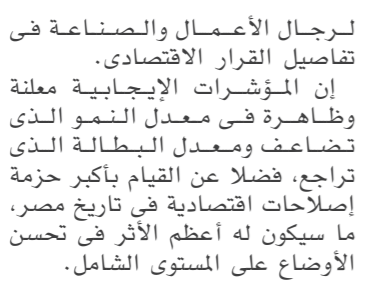 لرجال الأعمال والصناعة فى
تفاصيل القرار الاقتصادى.
إن المؤشرات الإيجابية معلنة
وظاهرة فى معدل النمو الذى
تضاعف ومعدل البطالة الذى
تراجع، فضلا عن القيام بأكبر حزمة
إصلاحات اقتصادية فى تاريخ مصر،
ما سيكون له أعظم الأثر فى تحسن
الأوضاع على المستوى الشامل.